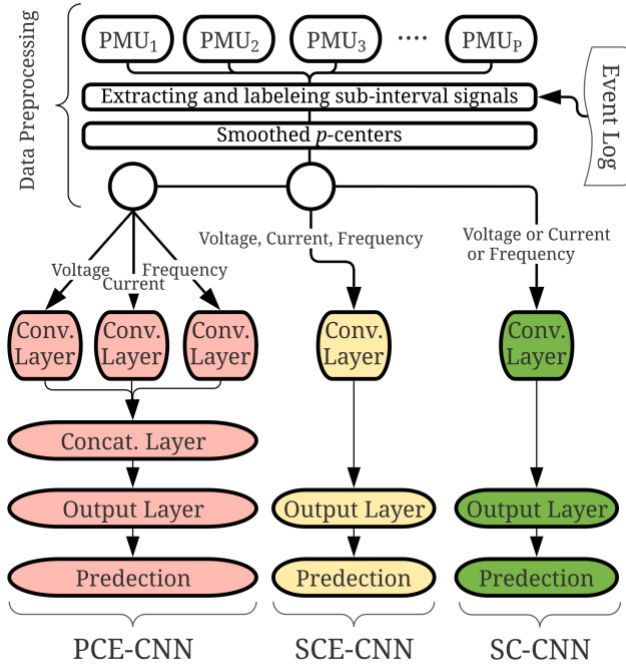 Data Preprocessing
PMU1
PMU2
PMU3
....
PMUP
Extracting and labeleing sub-interval signals
Event Log
Smoothed p-centers
Voltage
Current
Frequency
Voltage, Current, Frequency
Voltage or Current
or Frequency
Conv.
Layer
Conv.
Layer
Conv.
Layer
Conv.
Layer
Conv.
Layer
Concat. Layer
Output Layer
Output Layer
Output Layer
Predection
Predection
Predection
PCE-CNN
SCE-CNN
SC-CNN